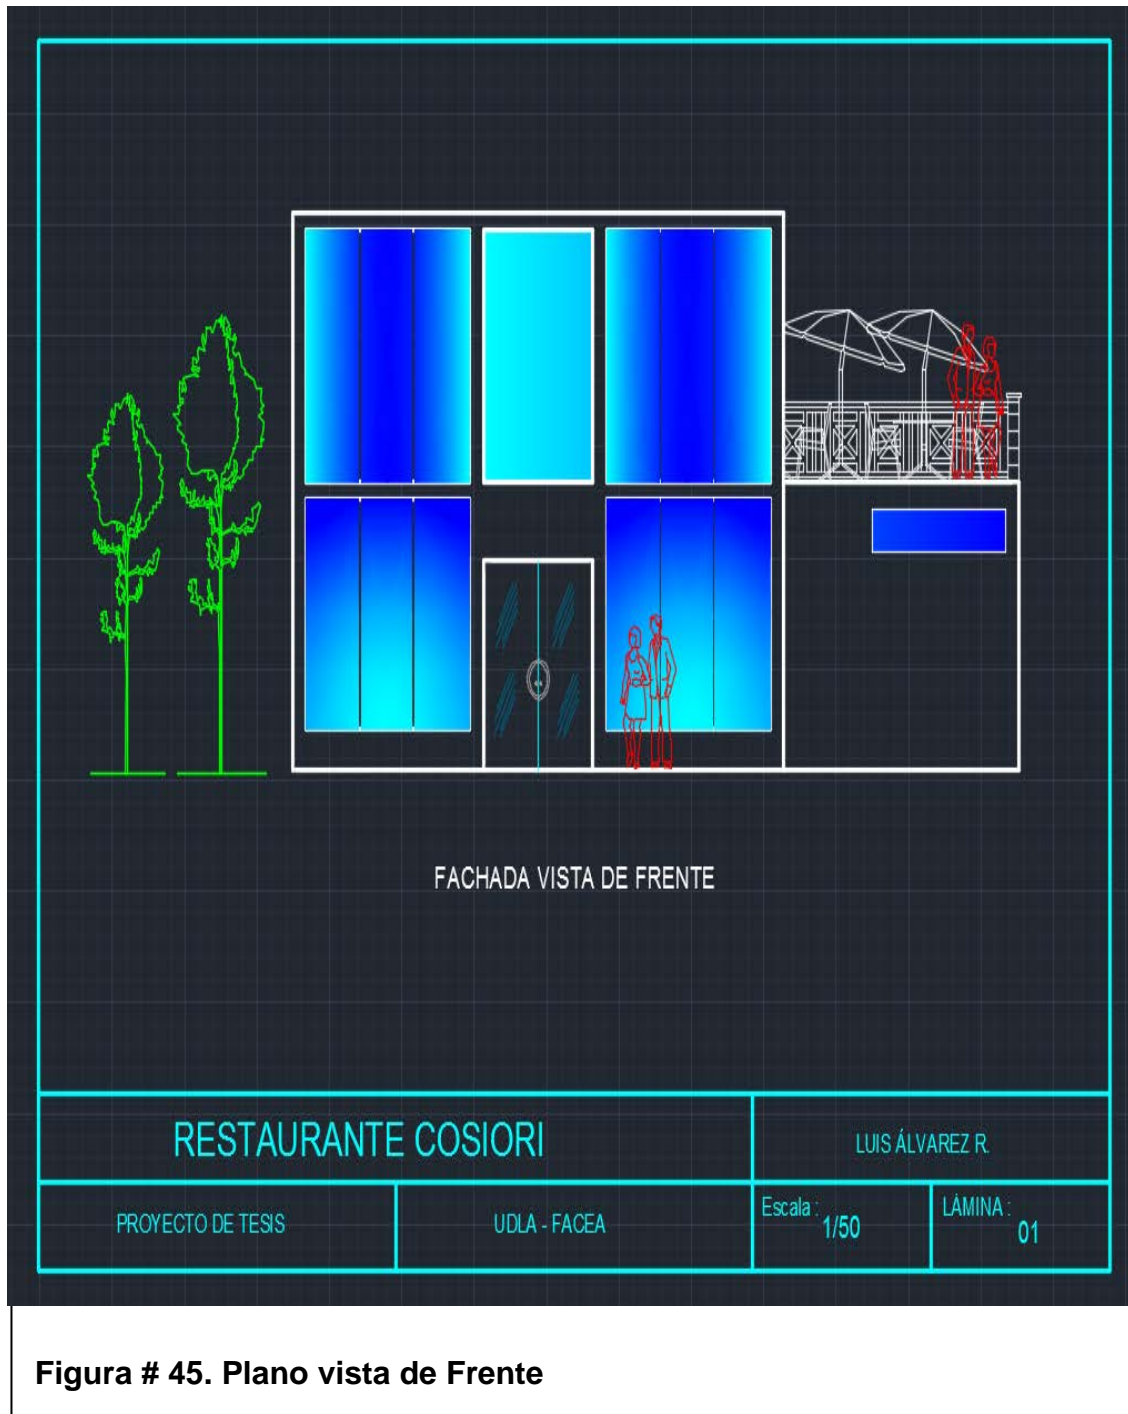 FACHADA VISTA DE FRENTE
RESTAURANTE COSIORI
LUIS ÁLVAREZ R.
PROYECTO DE TESIS
UDLA - FACEA
Escala :
1/50
LÁMINA :
01
Figura # 45. Plano vista de Frente